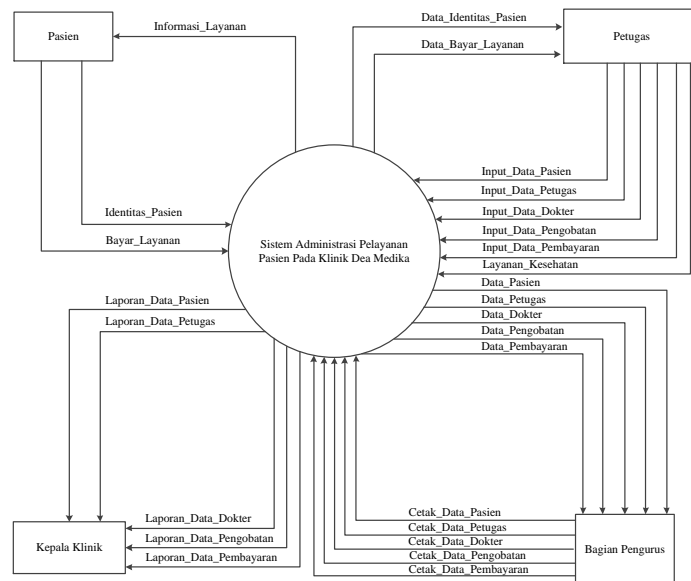 Pasien
Informasi_Layanan
Data_Identitas_Pasien
Data_Bayar_Layanan
Petugas
Input_Data_Pasien
Input_Data_Petugas
Input_Data_Dokter
Input_Data_Pengobatan
Input_Data_Pembayaran
Layanan_Kesehatan
Identitas_Pasien
Bayar_Layanan
Sistem Administrasi Pelayanan
Pasien Pada Klinik Dea Medika
Laporan_Data_Pasien
Laporan_Data_Petugas
Data_Pasien
Data_Petugas
Data_Dokter
Data_Pengobatan
Data_Pembayaran
Kepala Klinik
Laporan_Data_Dokter
Laporan_Data_Pengobatan
Laporan_Data_Pembayaran
Cetak_Data_Pasien
Cetak_Data_Petugas
Cetak_Data_Dokter
Cetak_Data_Pengobatan
Cetak_Data_Pembayaran
Bagian Pengurus